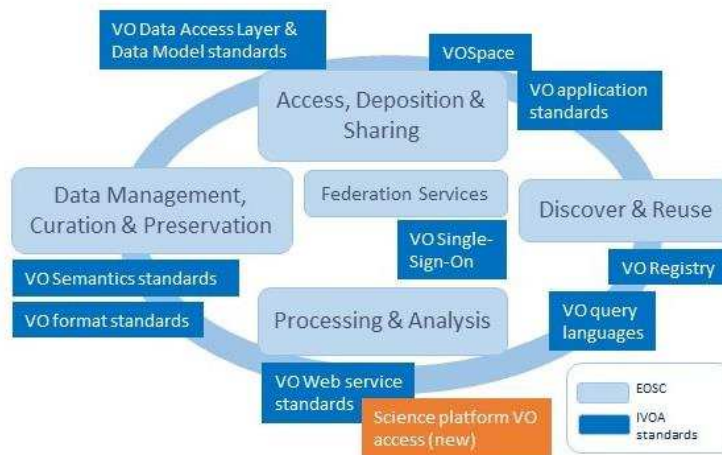 VO Data Access Layer &
Data Model standards
VOSpace
VO application
standards
Access, Deposition &
Sharing
Data Management,
Curation & Preservation
Federation Services
Discover & Reuse
VO Single-
Sign-On
VO Semantics standards
VO Registry
VO format standards
Processing & Analysis
VO query
languages
VO Web service
standards
Science platform VO
access (new)
EOSC
IVOA
standards